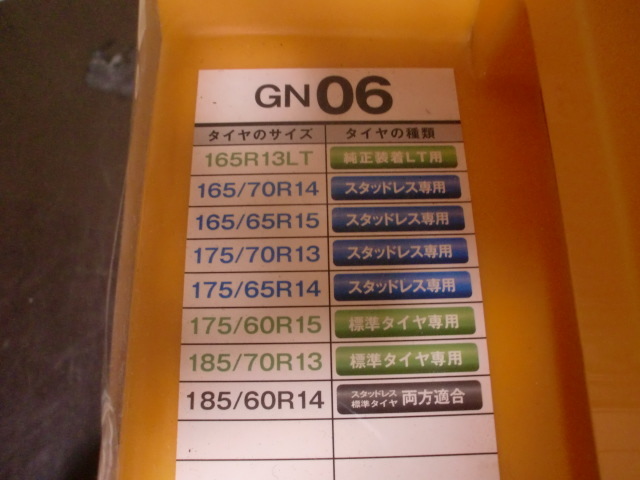 GN06
タイヤのサイズ タイヤの種類
165R13LT 純正装着LT用
165/70R14 スタッドレス専用
165/65R15 スタッドレス専用
175/70R13 スタッドレス専用
175/65R14 スタッドレス専用
175/60R15 標準タイヤ専用
185/70R13 標準タイヤ専用
185/60R14 スタッドレス 標準タイヤ 両方適合